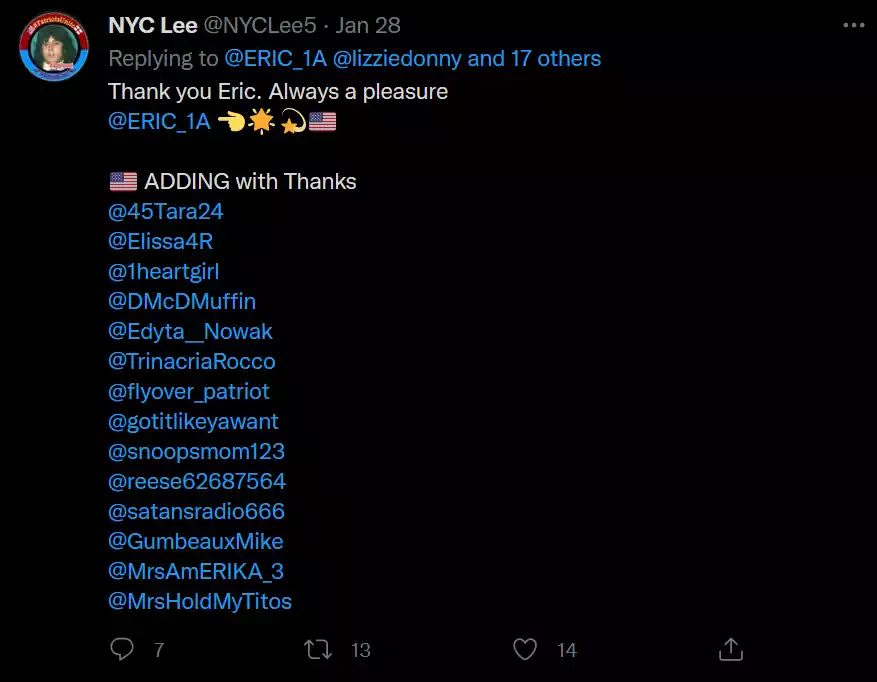 NYC Lee @NYCLee5 · Jan 28
Replying to @ERIC_1A @lizziedonny and 17 others
Thank you Eric. Always a pleasure
@ERIC_1A 👈🌟💫🇺🇸
🇺🇸 ADDING with Thanks
@45Tara24
@Elissa4R
@1heartgirl
@DMcDMuffin
@Edyta__Nowak
@TrinacriaRocco
@flyover_patriot
@gotitlikeyawant
@snoopsmom123
@reese62687564
@satansradio666
@GumbeauxMike
@MrsAmERIKA_3
@MrsHoldMyTitos
7 13 14